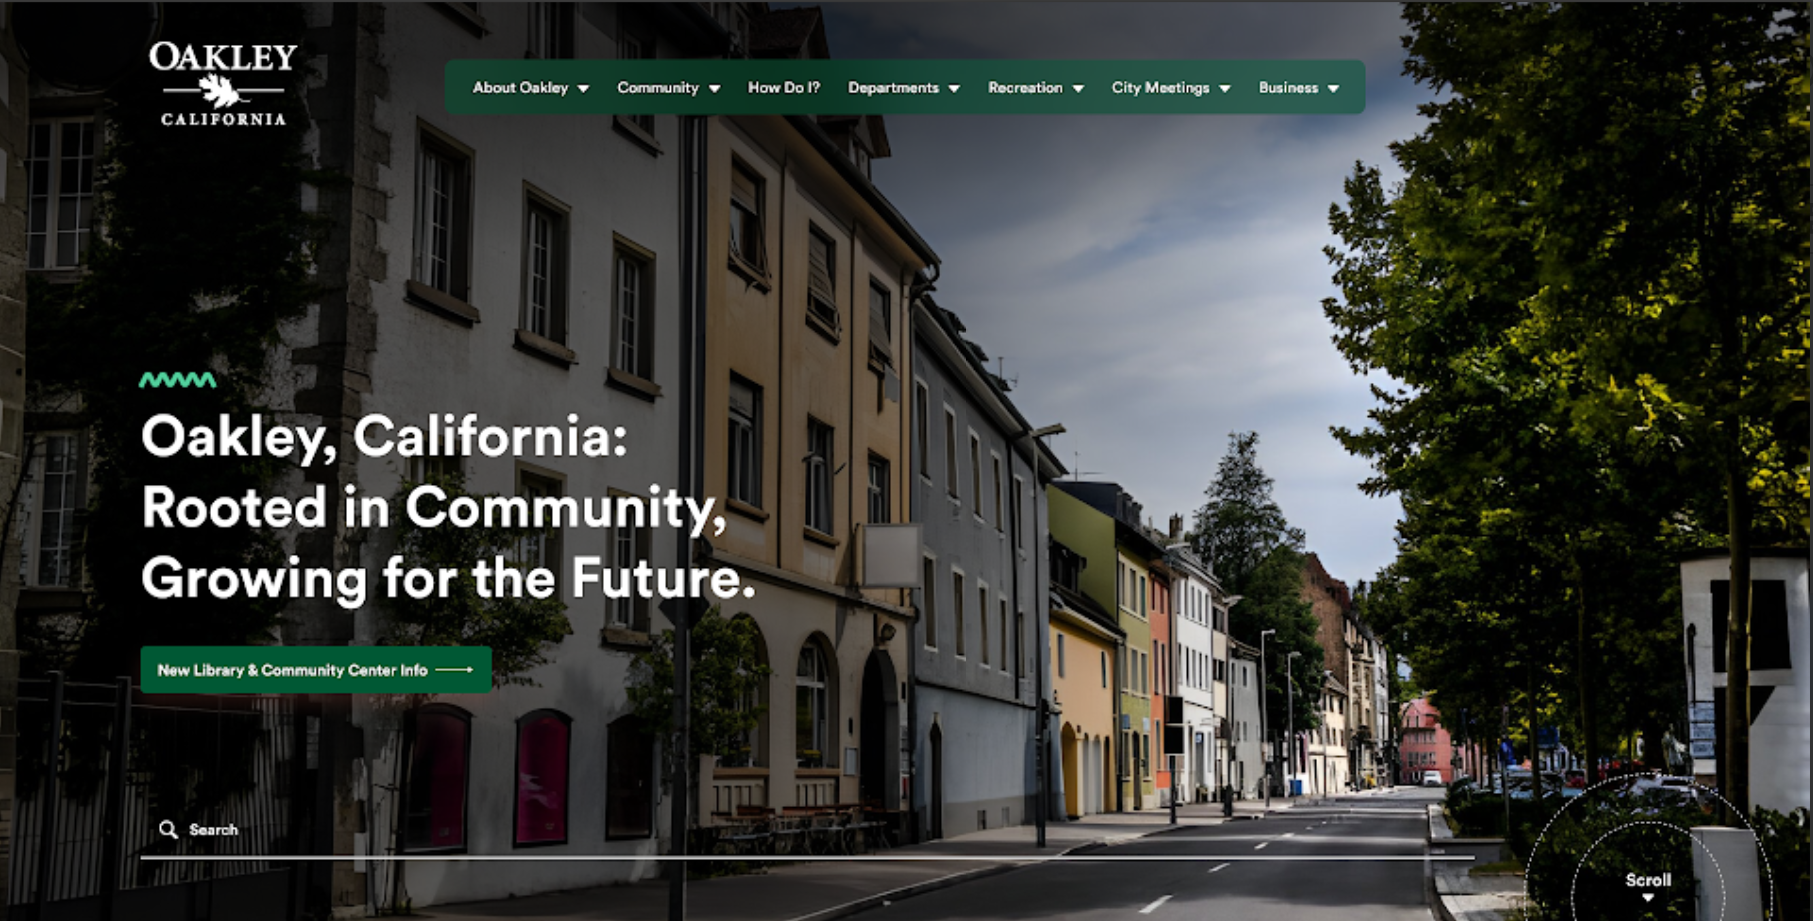 OAKLEY
CALIFORNIA
About Oakley Community How Do I? Departments Recreation City Meetings Business
Oakley, California:
Rooted in Community,
Growing for the Future.
New Library & Community Center Info
Search
Scroll